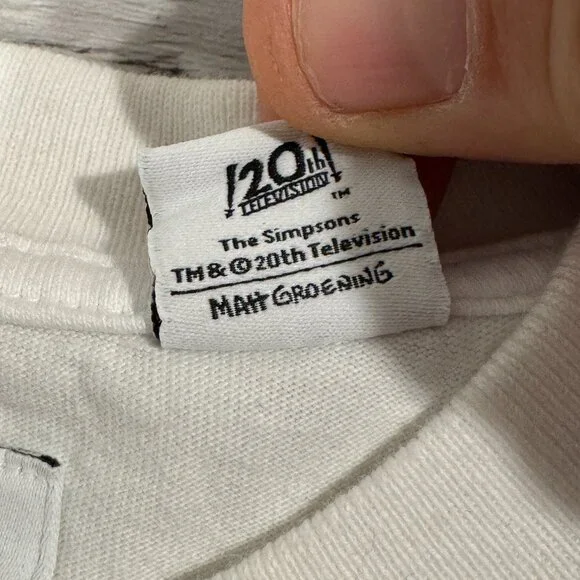 20th
TELEVISION
TM
The Simpsons
TM & © 20th Television
MATT GROENING